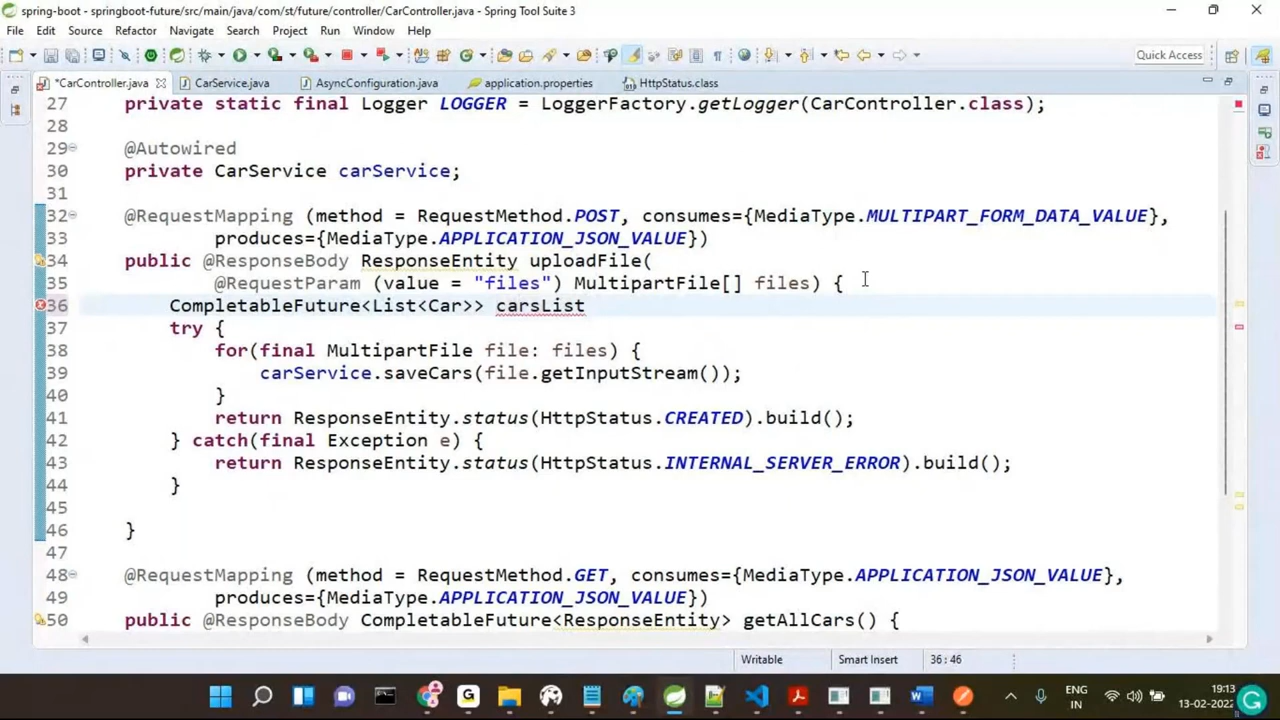 spring-boot - springboot-future/src/main/java/com/st/future/controller/CarController.java - Spring Tool Suite 3
File Edit Source Refactor Navigate Search Project Run Window Help
Quick Access
*CarController.java CarService.java AsyncConfiguration.java application.properties HttpStatus.class
27 private static final Logger LOGGER = LoggerFactory.getLogger(CarController.class);
28
29 @Autowired
30 private CarService carService;
31
32 @RequestMapping (method = RequestMethod.POST, consumes={MediaType.MULTIPART_FORM_DATA_VALUE},
33 produces={MediaType.APPLICATION_JSON_VALUE})
34 public @ResponseBody ResponseEntity uploadFile(
35 @RequestParam (value = "files") MultipartFile[] files) {
36 CompletableFuture<List<Car>> carsList
37 try {
38 for(final MultipartFile file: files) {
39 carService.saveCars(file.getInputStream());
40 }
41 return ResponseEntity.status(HttpStatus.CREATED).build();
42 } catch(final Exception e) {
43 return ResponseEntity.status(HttpStatus.INTERNAL_SERVER_ERROR).build();
44 }
45
46 }
47
48 @RequestMapping (method = RequestMethod.GET, consumes={MediaType.APPLICATION_JSON_VALUE},
49 produces={MediaType.APPLICATION_JSON_VALUE})
50 public @ResponseBody CompletableFuture<ResponseEntity> getAllCars() {
Writable Smart Insert 36 : 46
ENG
IN
19:13
13-02-2022